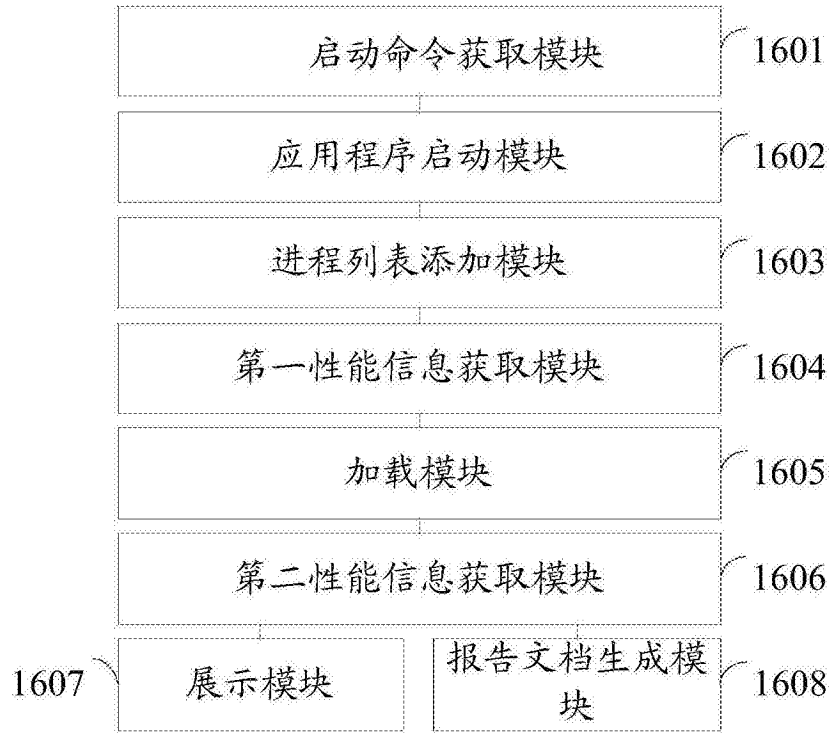 启动命令获取模块 1601
应用程序启动模块 1602
进程列表添加模块 1603
第一性能信息获取模块 1604
加载模块 1605
第二性能信息获取模块 1606
1607 展示模块
报告文档生成模
块 1608